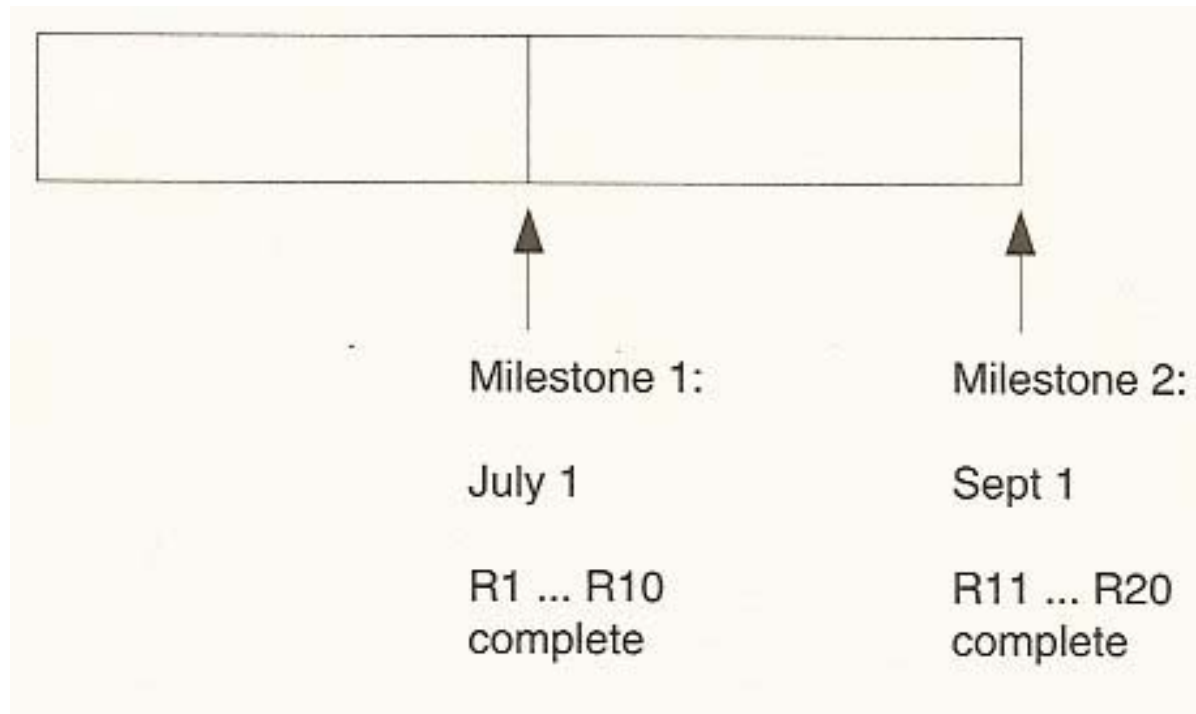 Milestone 1:
July 1
R1 ... R10
complete
Milestone 2:
Sept 1
R11 ... R20
complete